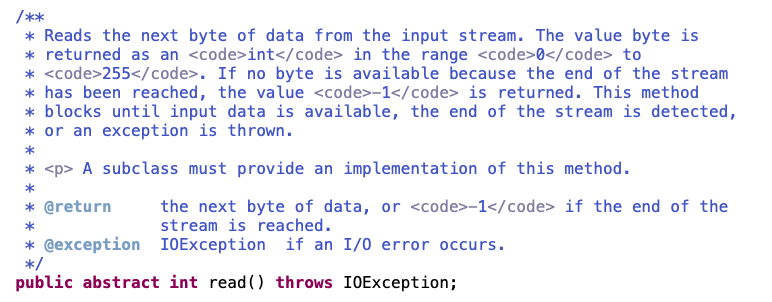 /**
 * Reads the next byte of data from the input stream. The value byte is
 * returned as an <code>int</code> in the range <code>0</code> to
 * <code>255</code>. If no byte is available because the end of the stream
 * has been reached, the value <code>-1</code> is returned. This method
 * blocks until input data is available, the end of the stream is detected,
 * or an exception is thrown.
 *
 * <p> A subclass must provide an implementation of this method.
 *
 * @return     the next byte of data, or <code>-1</code> if the end of the
 *             stream is reached.
 * @exception  IOException  if an I/O error occurs.
 */
public abstract int read() throws IOException;